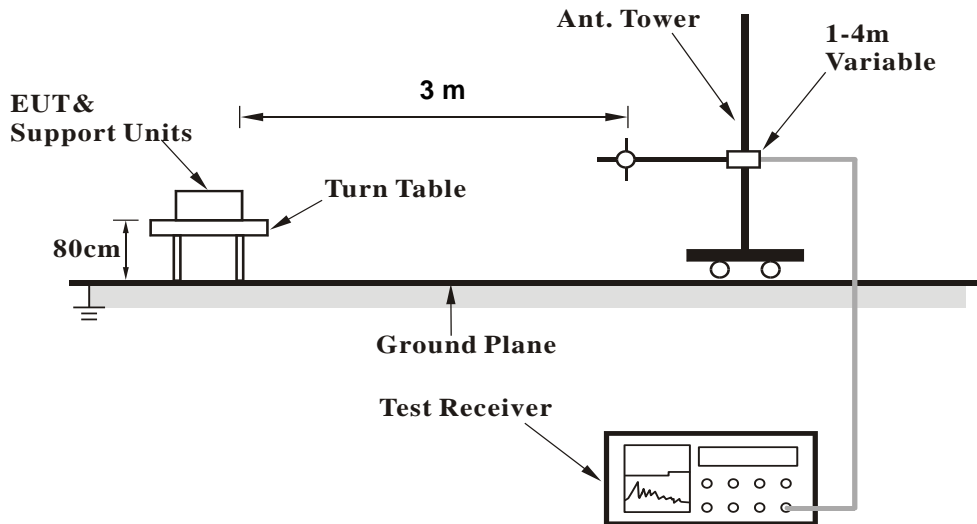 Ant. Tower
1-4m
Variable
3 m
EUT&
Support Units
Turn Table
80cm
Ground Plane
Test Receiver